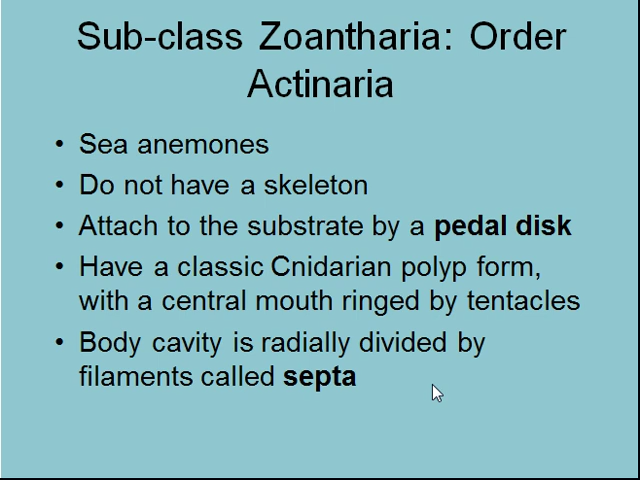 Sub-class Zoantharia: Order
Actinaria
• Sea anemones
• Do not have a skeleton
• Attach to the substrate by a pedal disk
• Have a classic Cnidarian polyp form,
with a central mouth ringed by tentacles
• Body cavity is radially divided by
filaments called septa